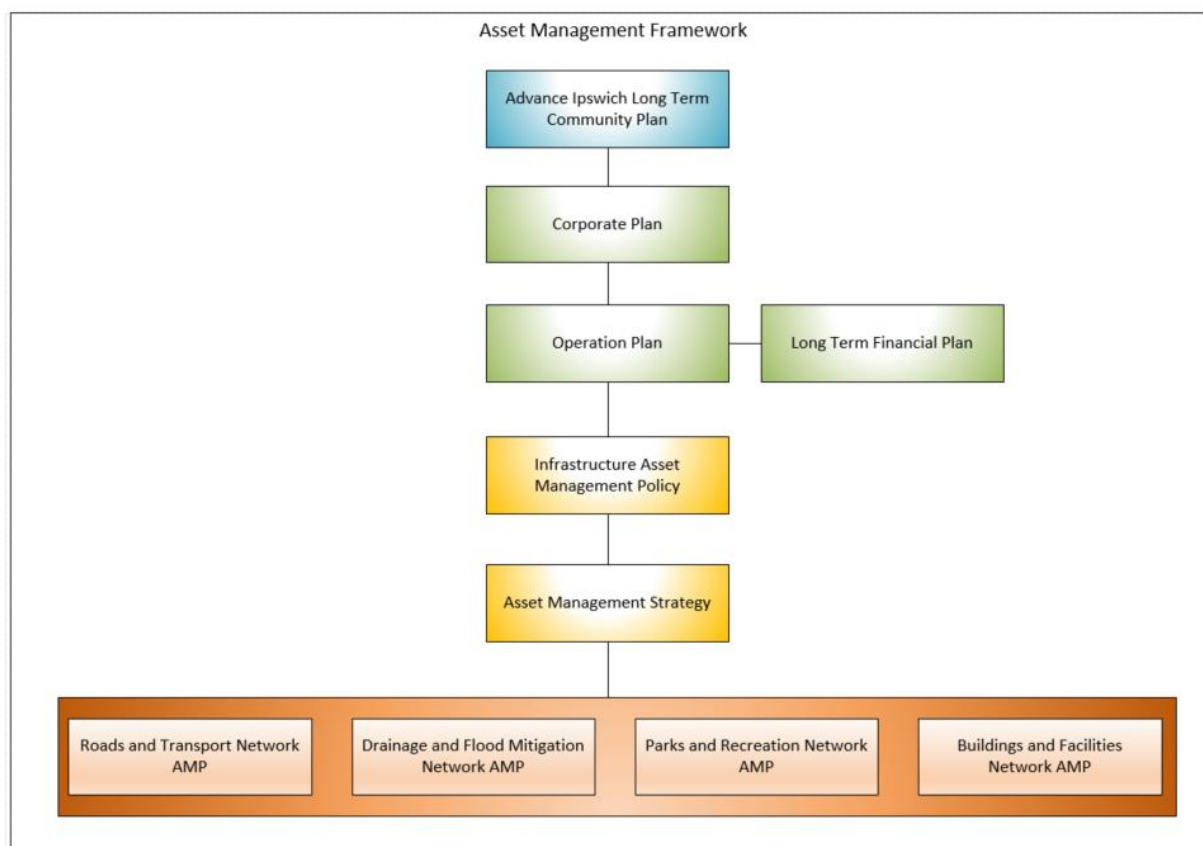 Asset Management Framework
Advance Ipswich Long Term
Community Plan
Corporate Plan
Operation Plan
Long Term Financial Plan
Infrastructure Asset
Management Policy
Asset Management Strategy
Roads and Transport Network
AMP
Drainage and Flood Mitigation
Network AMP
Parks and Recreation Network
AMP
Buildings and Facilities
Network AMP